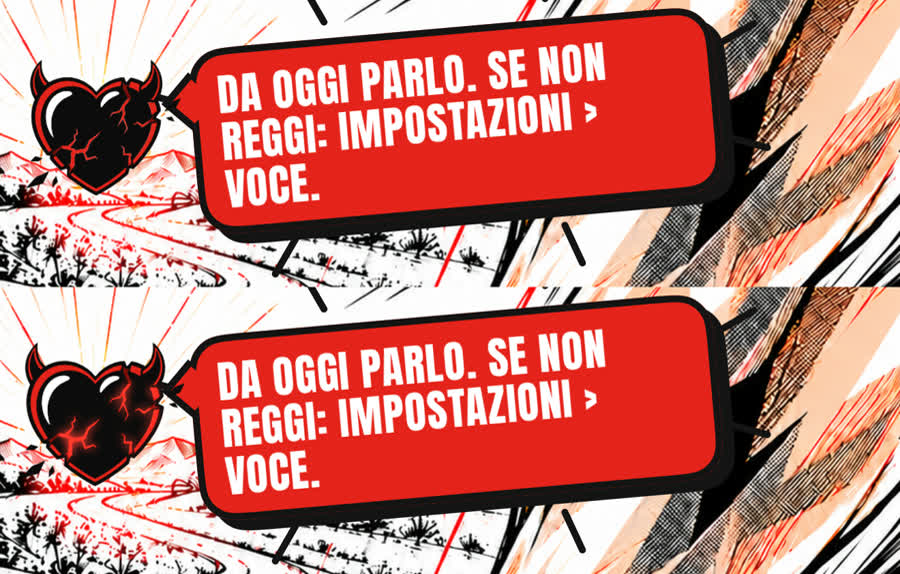 DA OGGI PARLO. SE NON
REGGI: IMPOSTAZIONI >
VOCE.
DA OGGI PARLO. SE NON
REGGI: IMPOSTAZIONI >
VOCE.